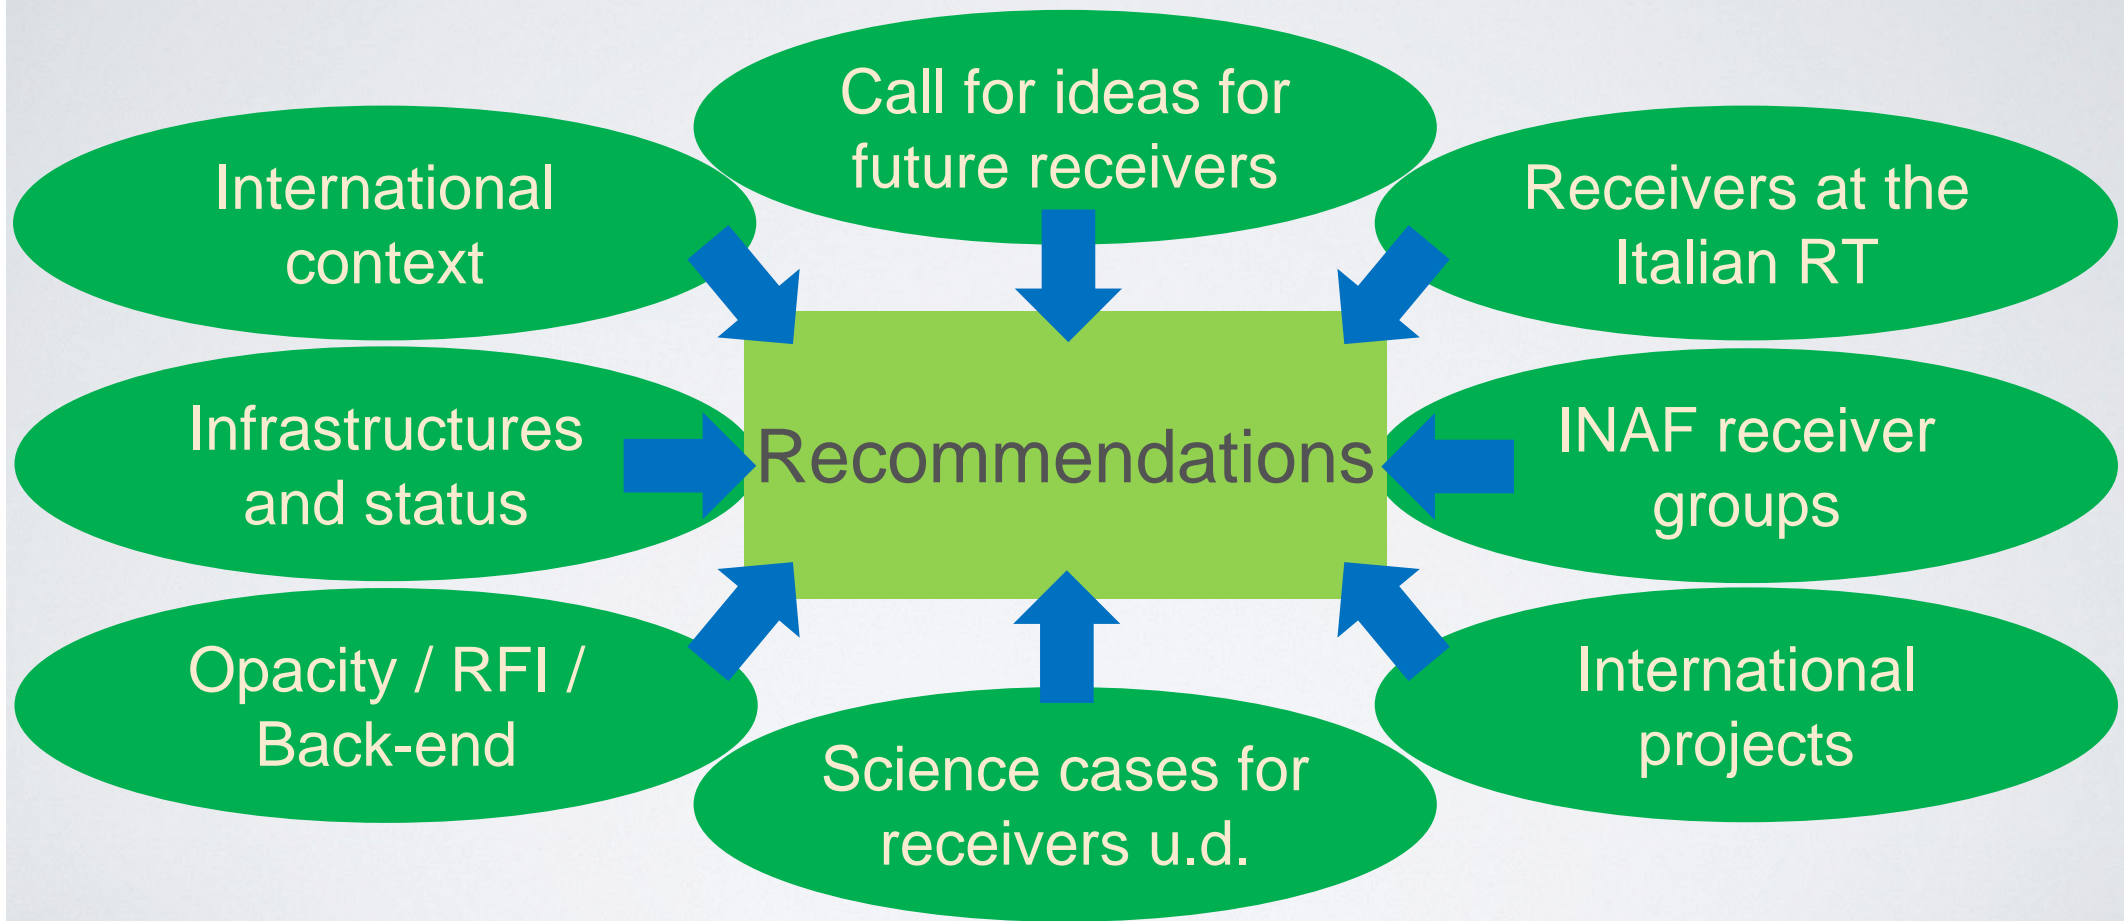 Call for ideas for
future receivers
International
context
Receivers at the
Italian RT
Infrastructures
and status
Recommendations
INAF receiver
groups
Opacity / RFI /
Back-end
International
projects
Science cases for
receivers u.d.